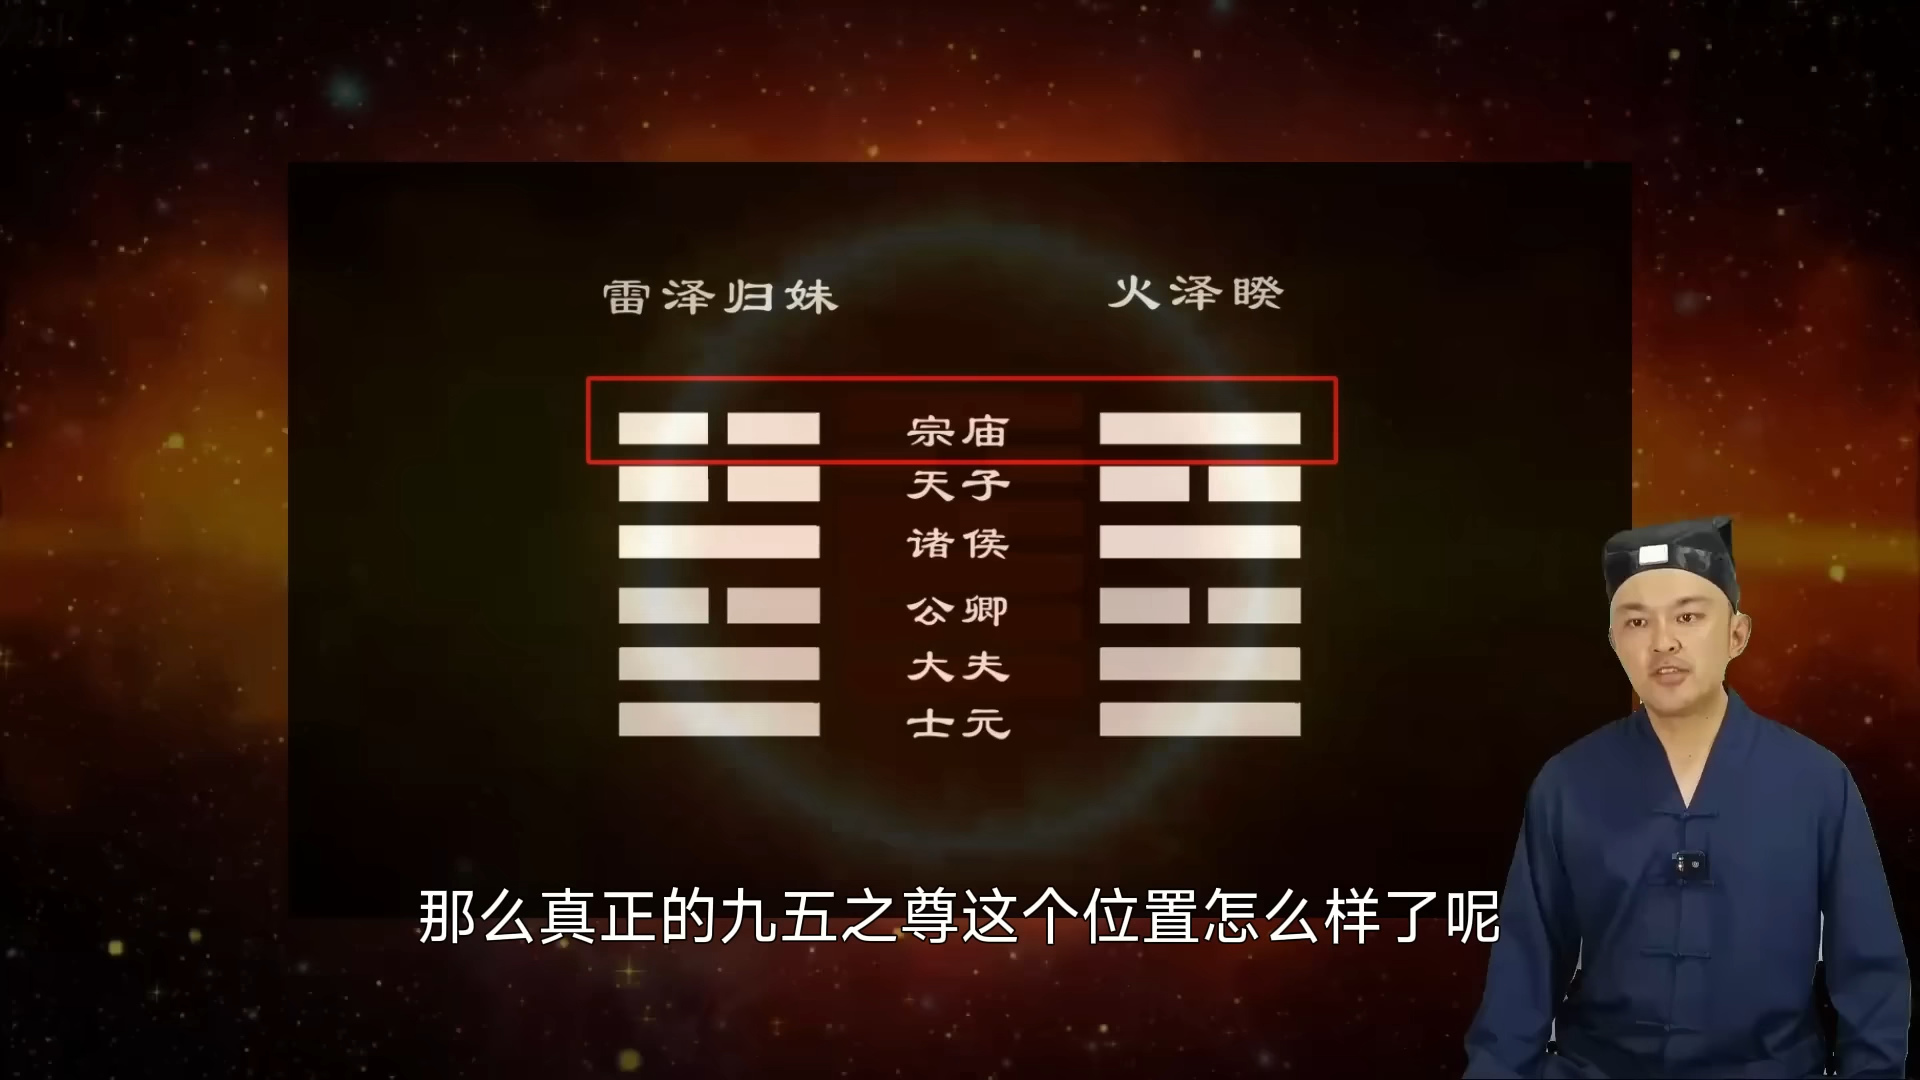 雷泽归妹
火泽睽
宗庙
天子
诸侯
公卿
大夫
士元
那么真正的九五之尊这个位置怎么样了呢